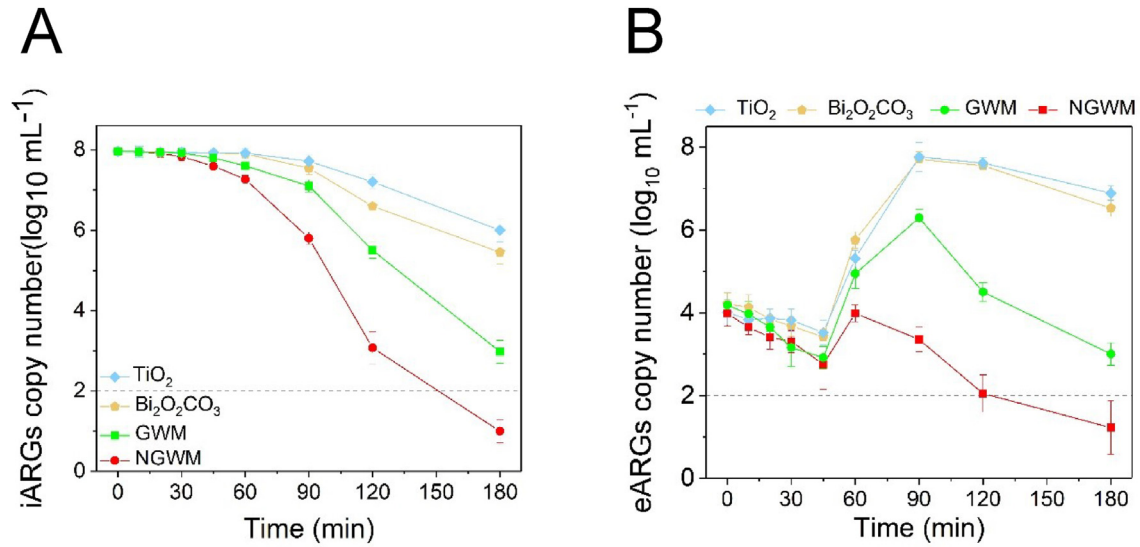 A
iARGs copy number(log10 mL⁻¹)
8
6
4
2
0
TiO₂
Bi₂O₂CO₃
GWM
NGWM
0 30 60 90 120 150 180
Time (min)
B
TiO₂ Bi₂O₂CO₃ GWM NGWM
eARGs copy number (log₁₀ mL⁻¹)
8
6
4
2
0
0 30 60 90 120 150 180
Time (min)